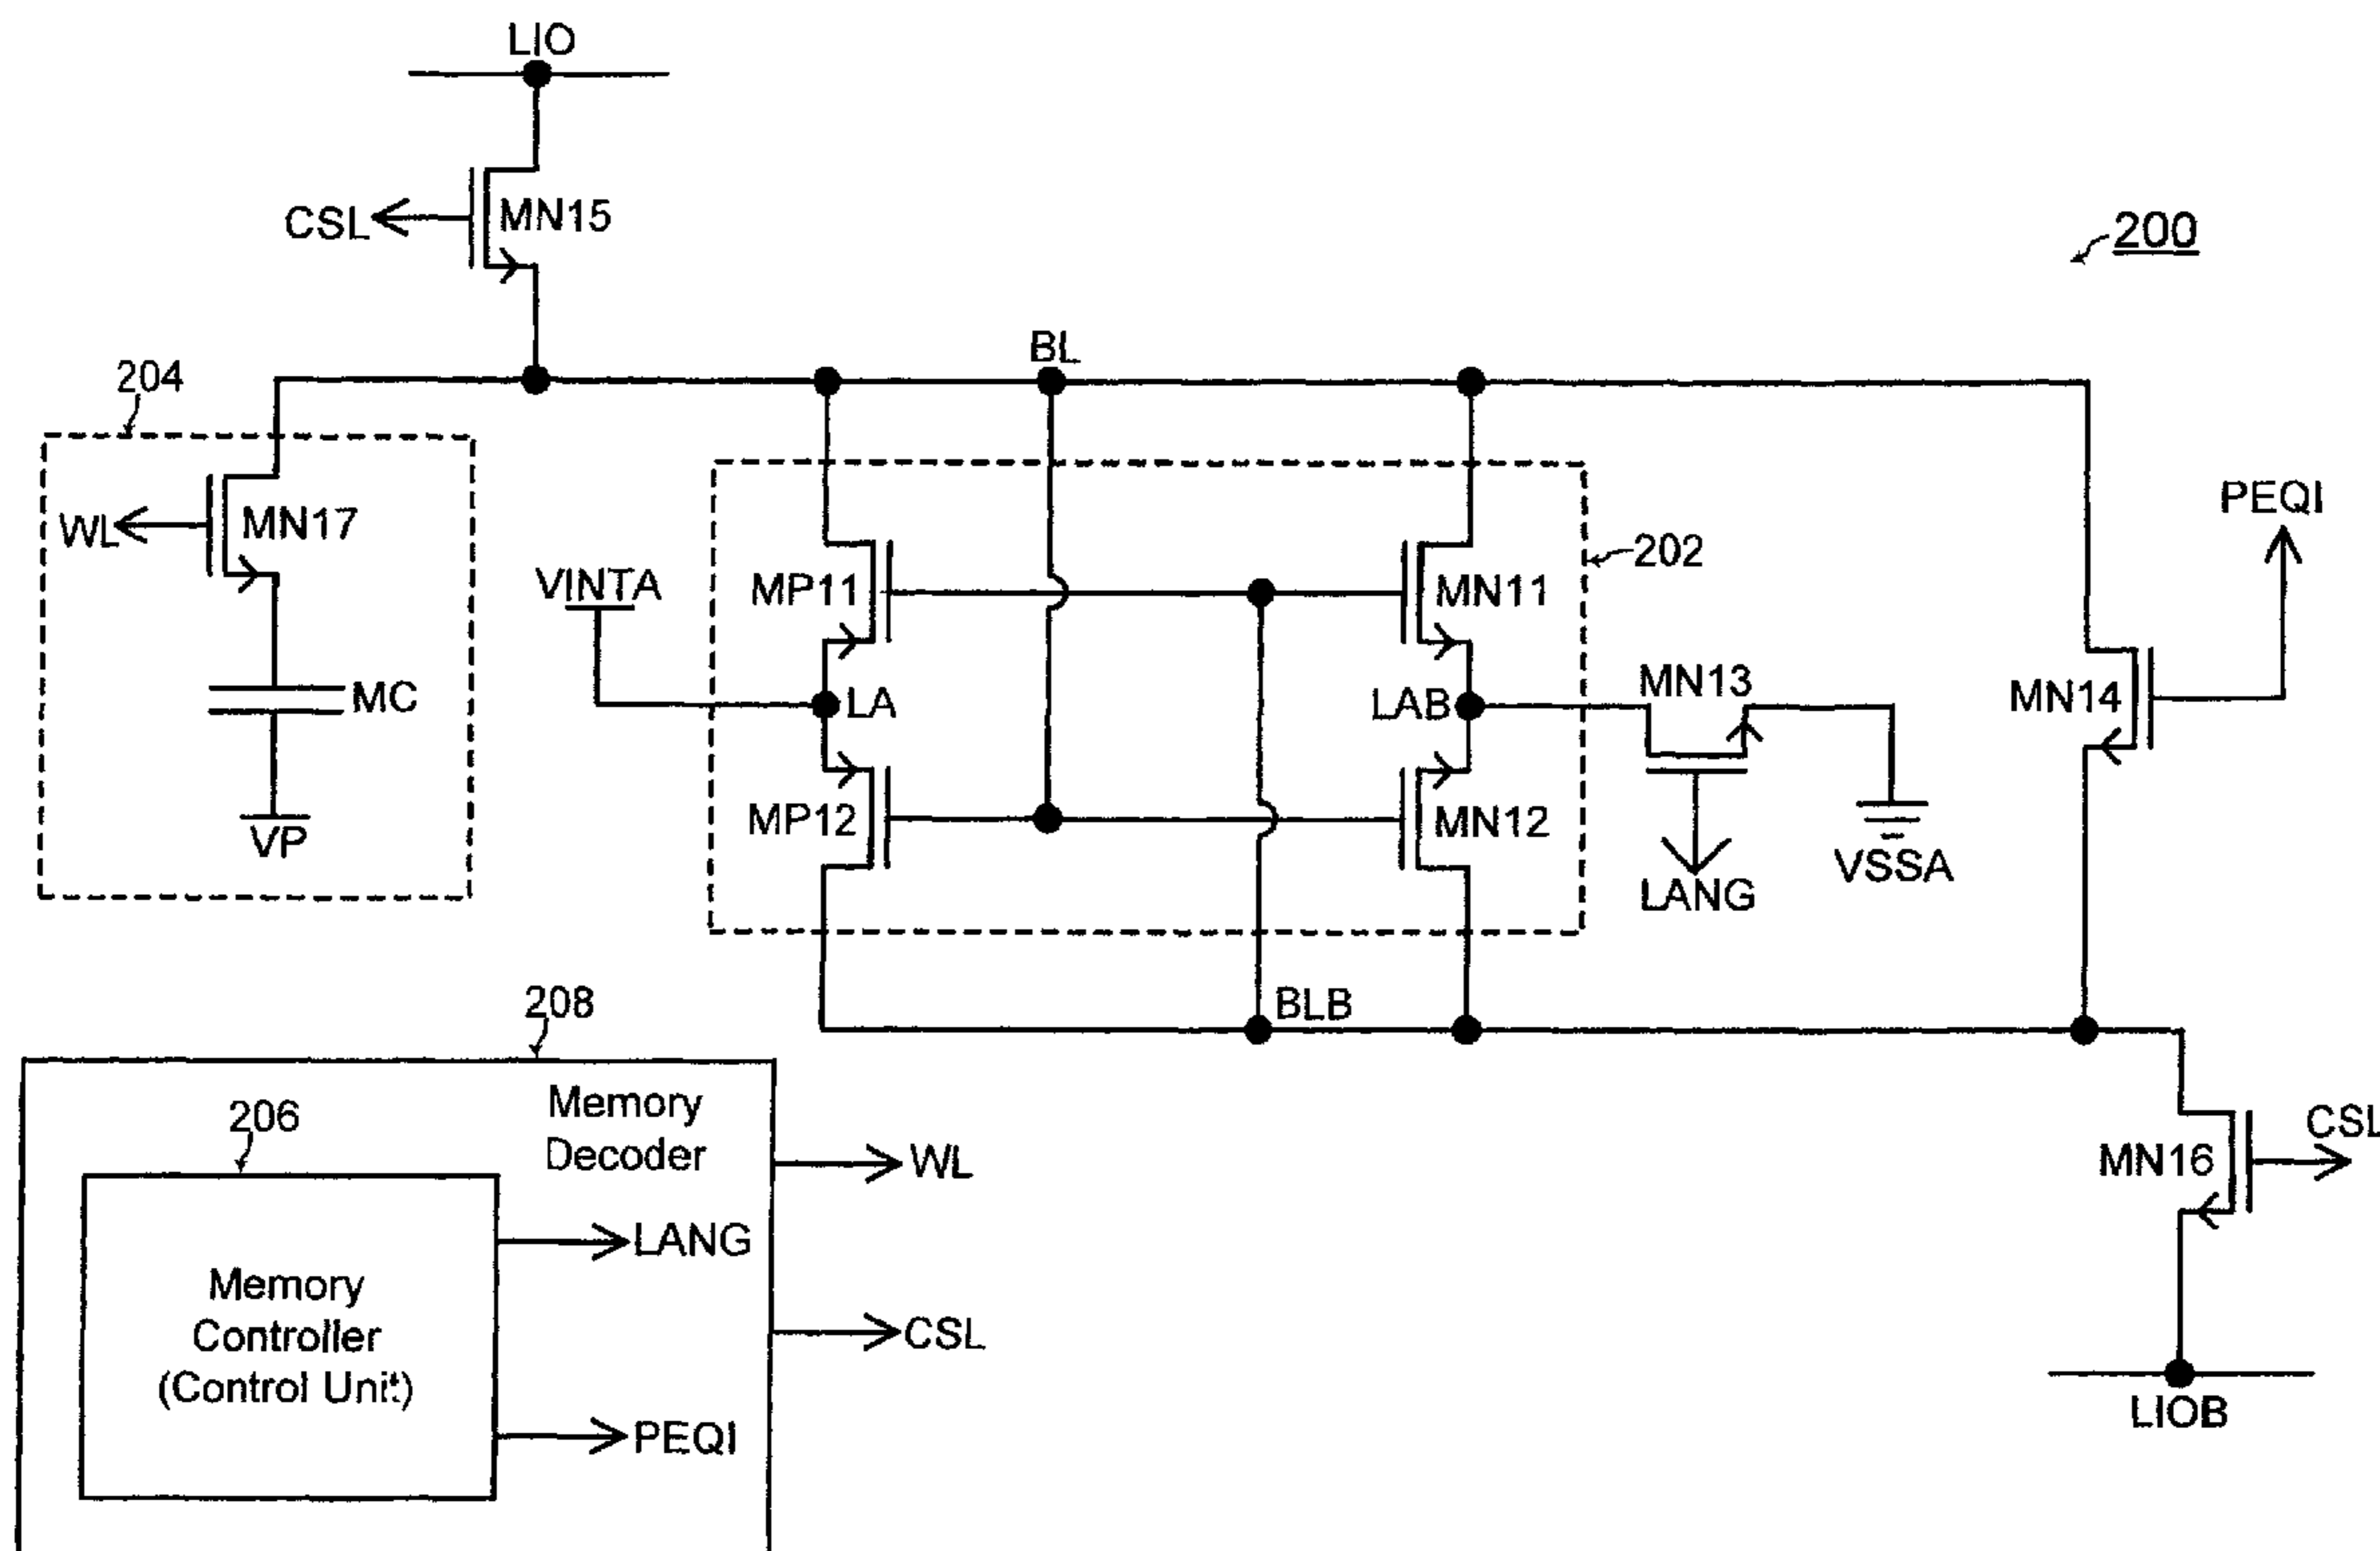 LIO
CSL
MN15
200
BL
204
WL
MN17
MC
VP
PEQI
202
VINTA
MP11
MN11
LA
LAB
MN13
MN14
MP12
MN12
LANG
VSSA
BLB
208
Memory
Decoder
206
WL
LANG
CSL
PEQI
Memory
Controller
(Control Unit)
CSL
MN16
LIOB